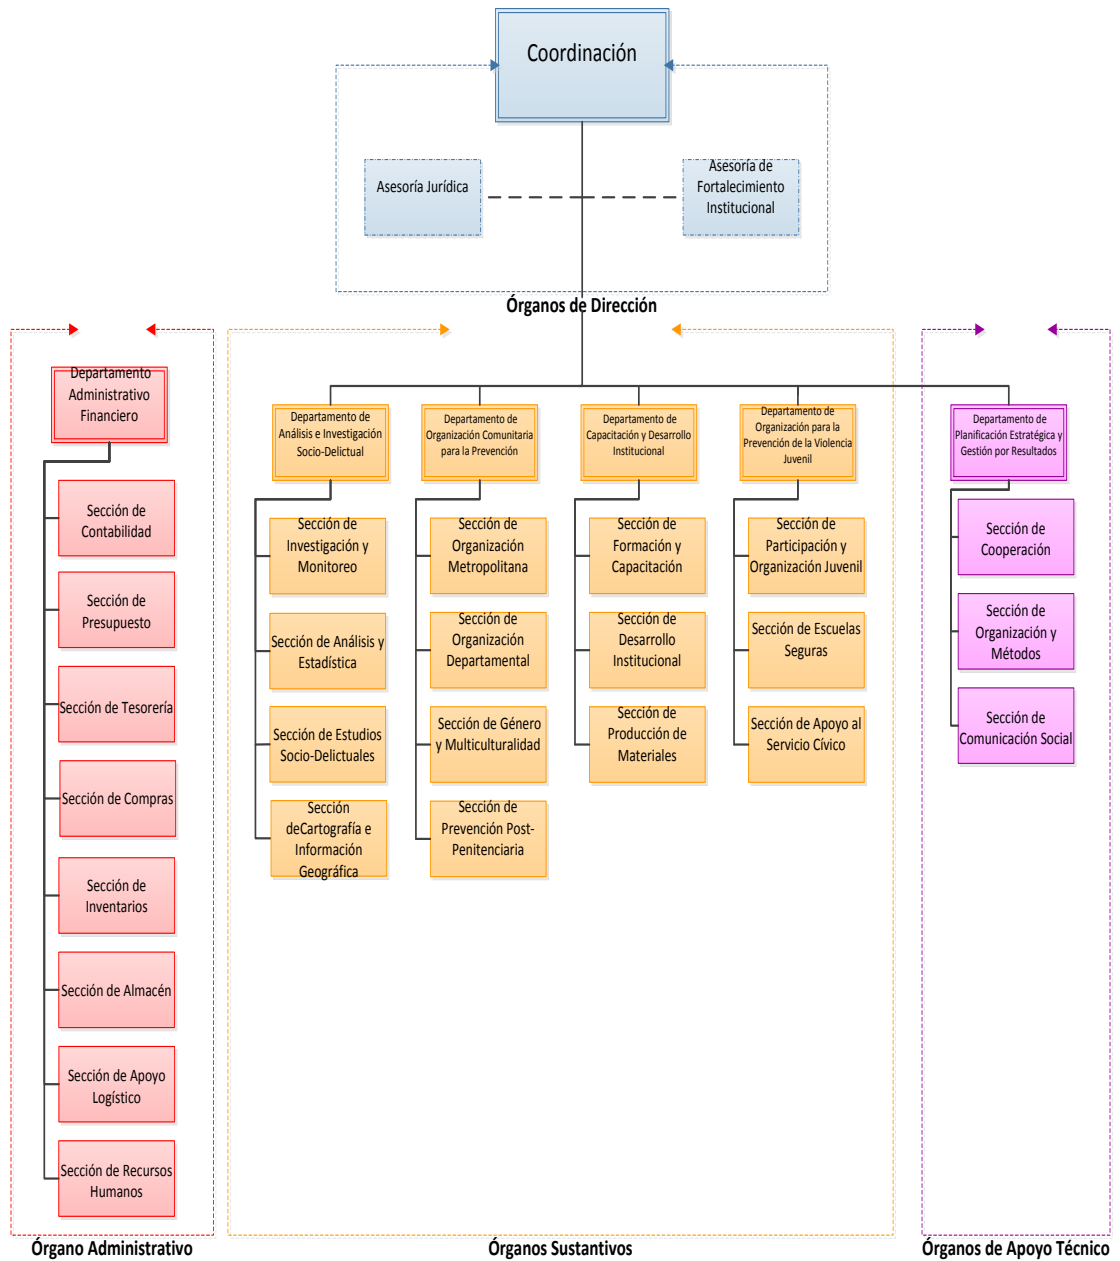 Coordinación
Asesoría Jurídica
Asesoría de
Fortalecimiento
Institucional
Órganos de Dirección
Departamento
Administrativo
Financiero
Sección de
Contabilidad
Sección de
Presupuesto
Sección de Tesorería
Sección de Compras
Sección de
Inventarios
Sección de Almacén
Sección de Apoyo
Logístico
Sección de Recursos
Humanos
Órgano Administrativo
Departamento de
Análisis e Investigación
Socio-Delictual
Sección de
Investigación y
Monitoreo
Sección de Análisis y
Estadística
Sección de Estudios
Socio-Delictuales
Sección
deCartografía e
Información
Geográfica
Departamento de
Organización Comunitaria
para la Prevención
Sección de
Organización
Metropolitana
Sección de
Organización
Departamental
Sección de Género
y Multiculturalidad
Sección de
Prevención Post-
Penitenciaria
Departamento de
Capacitación y Desarrollo
Institucional
Sección de
Formación y
Capacitación
Sección de
Desarrollo
Institucional
Sección de
Producción de
Materiales
Departamento de
Organización para la
Prevención de la Violencia
Juvenil
Sección de
Participación y
Organización Juvenil
Sección de Escuelas
Seguras
Sección de Apoyo al
Servicio Cívico
Órganos Sustantivos
Departamento de
Planificación Estratégica y
Gestión por Resultados
Sección de
Cooperación
Sección de
Organización y
Métodos
Sección de
Comunicación Social
Órganos de Apoyo Técnico